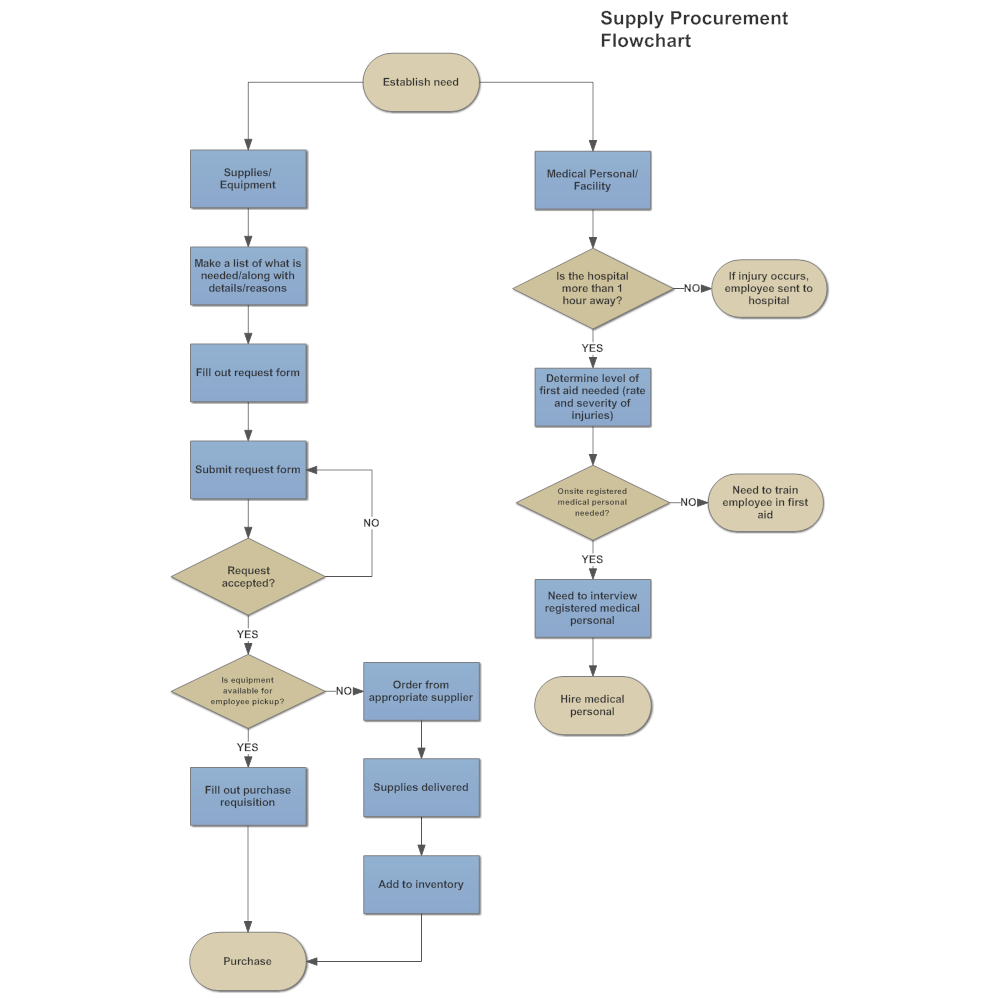 Supply Procurement
Flowchart
Establish need
Supplies/
Equipment
Make a list of what is
needed/along with
details/reasons
Fill out request form
Submit request form
NO
Request
accepted?
YES
Is equipment
available for
employee pickup?
NO
Order from
appropriate supplier
YES
Fill out purchase
requisition
Supplies delivered
Add to inventory
Purchase
Medical Personal/
Facility
Is the hospital
more than 1
hour away?
NO
If injury occurs,
employee sent to
hospital
YES
Determine level of
first aid needed (rate
and severity of
injuries)
Onsite registered
medical personal
needed?
NO
Need to train
employee in first
aid
YES
Need to interview
registered medical
personal
Hire medical
personal